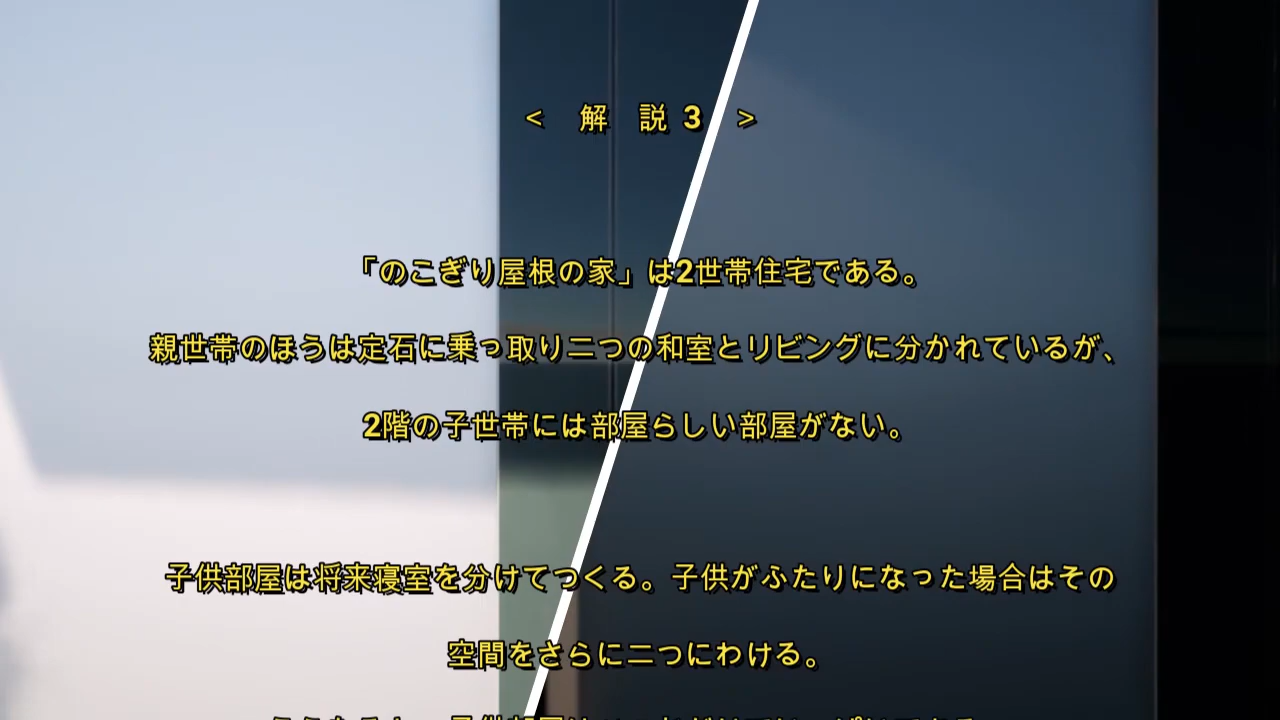 < 解 説 3 >
「のこぎり屋根の家」は2世帯住宅である。
親世帯のほうは定石に乗っ取り二つの和室とリビングに分かれているが、
2階の子世帯には部屋らしい部屋がない。
子供部屋は将来寝室を分けてつくる。子供がふたりになった場合はその
空間をさらに二つにわける。